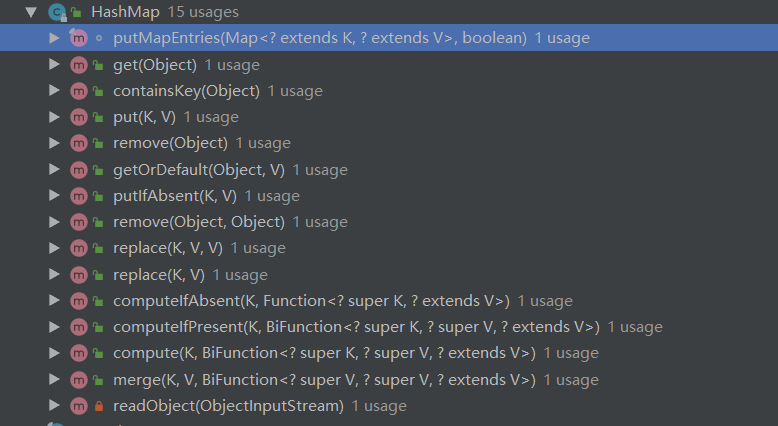 HashMap 15 usages
putMapEntries(Map<? extends K, ? extends V>, boolean) 1 usage
get(Object) 1 usage
containsKey(Object) 1 usage
put(K, V) 1 usage
remove(Object) 1 usage
getOrDefault(Object, V) 1 usage
putIfAbsent(K, V) 1 usage
remove(Object, Object) 1 usage
replace(K, V, V) 1 usage
replace(K, V) 1 usage
computeIfAbsent(K, Function<? super K, ? extends V>) 1 usage
computeIfPresent(K, BiFunction<? super K, ? super V, ? extends V>) 1 usage
compute(K, BiFunction<? super K, ? super V, ? extends V>) 1 usage
merge(K, V, BiFunction<? super V, ? super V, ? extends V>) 1 usage
readObject(ObjectInputStream) 1 usage